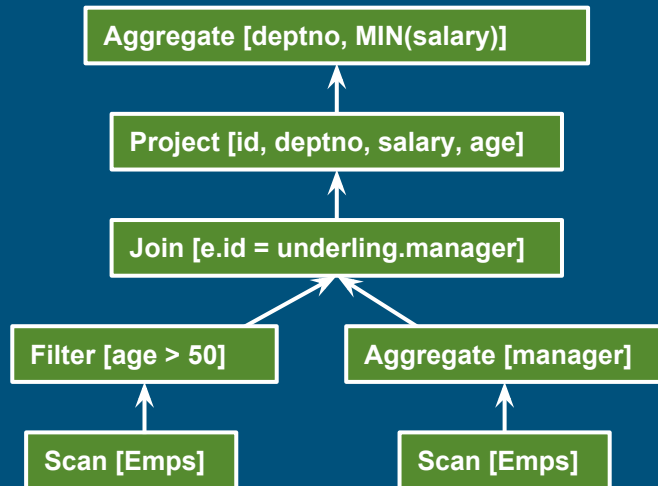 Aggregate [deptno, MIN(salary)]
Project [id, deptno, salary, age]
Join [e.id = underling.manager]
Filter [age > 50]
Aggregate [manager]
Scan [Emps]
Scan [Emps]